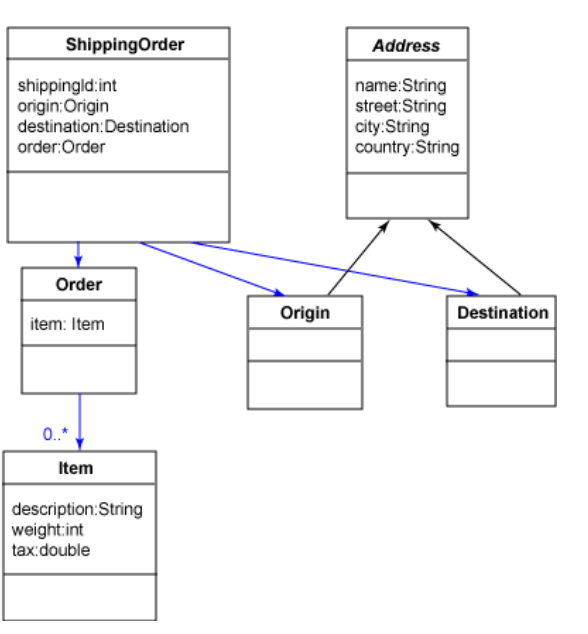 ShippingOrder
shippingId:int
origin:Origin
destination:Destination
order:Order
Address
name:String
street:String
city:String
country:String
Order
item: Item
Origin
Destination
0..*
Item
description:String
weight:int
tax:double